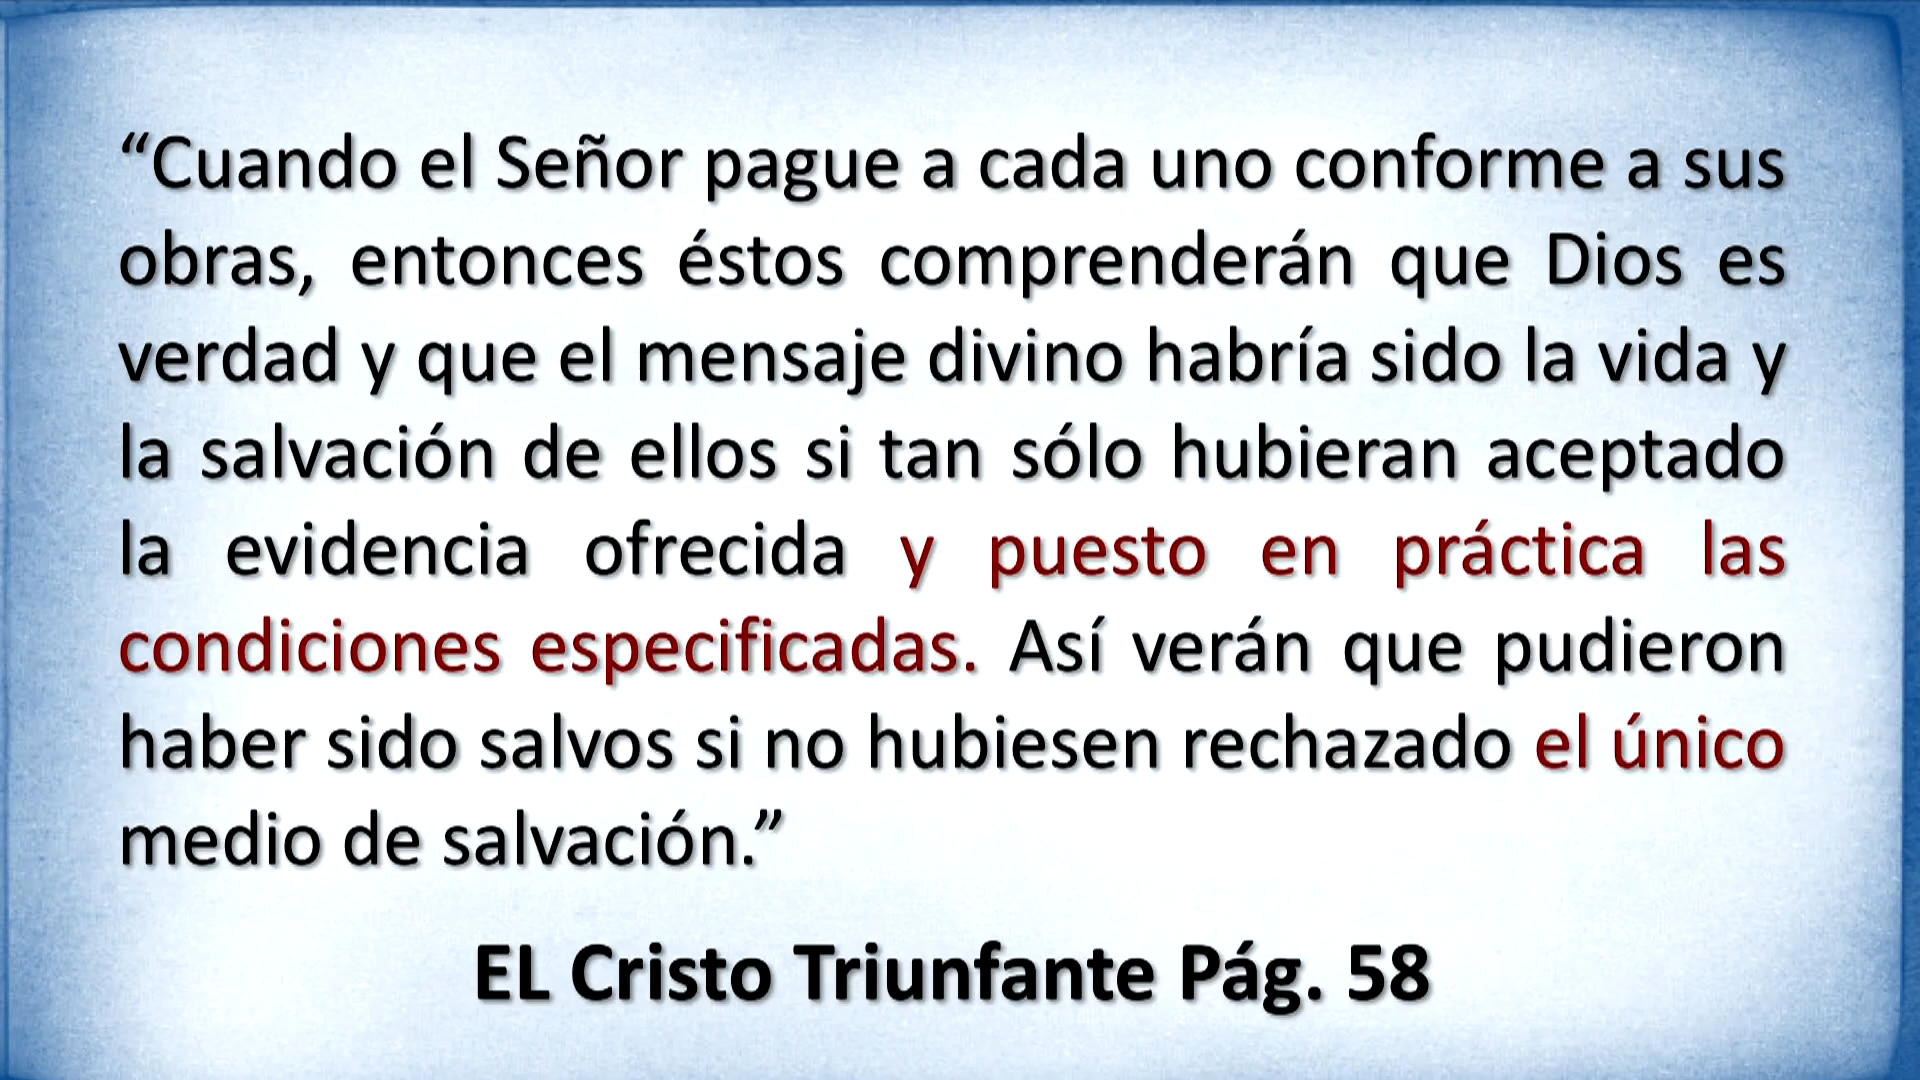 “Cuando el Señor pague a cada uno conforme a sus
obras, entonces éstos comprenderán que Dios es
verdad y que el mensaje divino habría sido la vida y
la salvación de ellos si tan sólo hubieran aceptado
la evidencia ofrecida y puesto en práctica las
condiciones especificadas. Así verán que pudieron
haber sido salvos si no hubiesen rechazado el único
medio de salvación.”
EL Cristo Triunfante Pág. 58